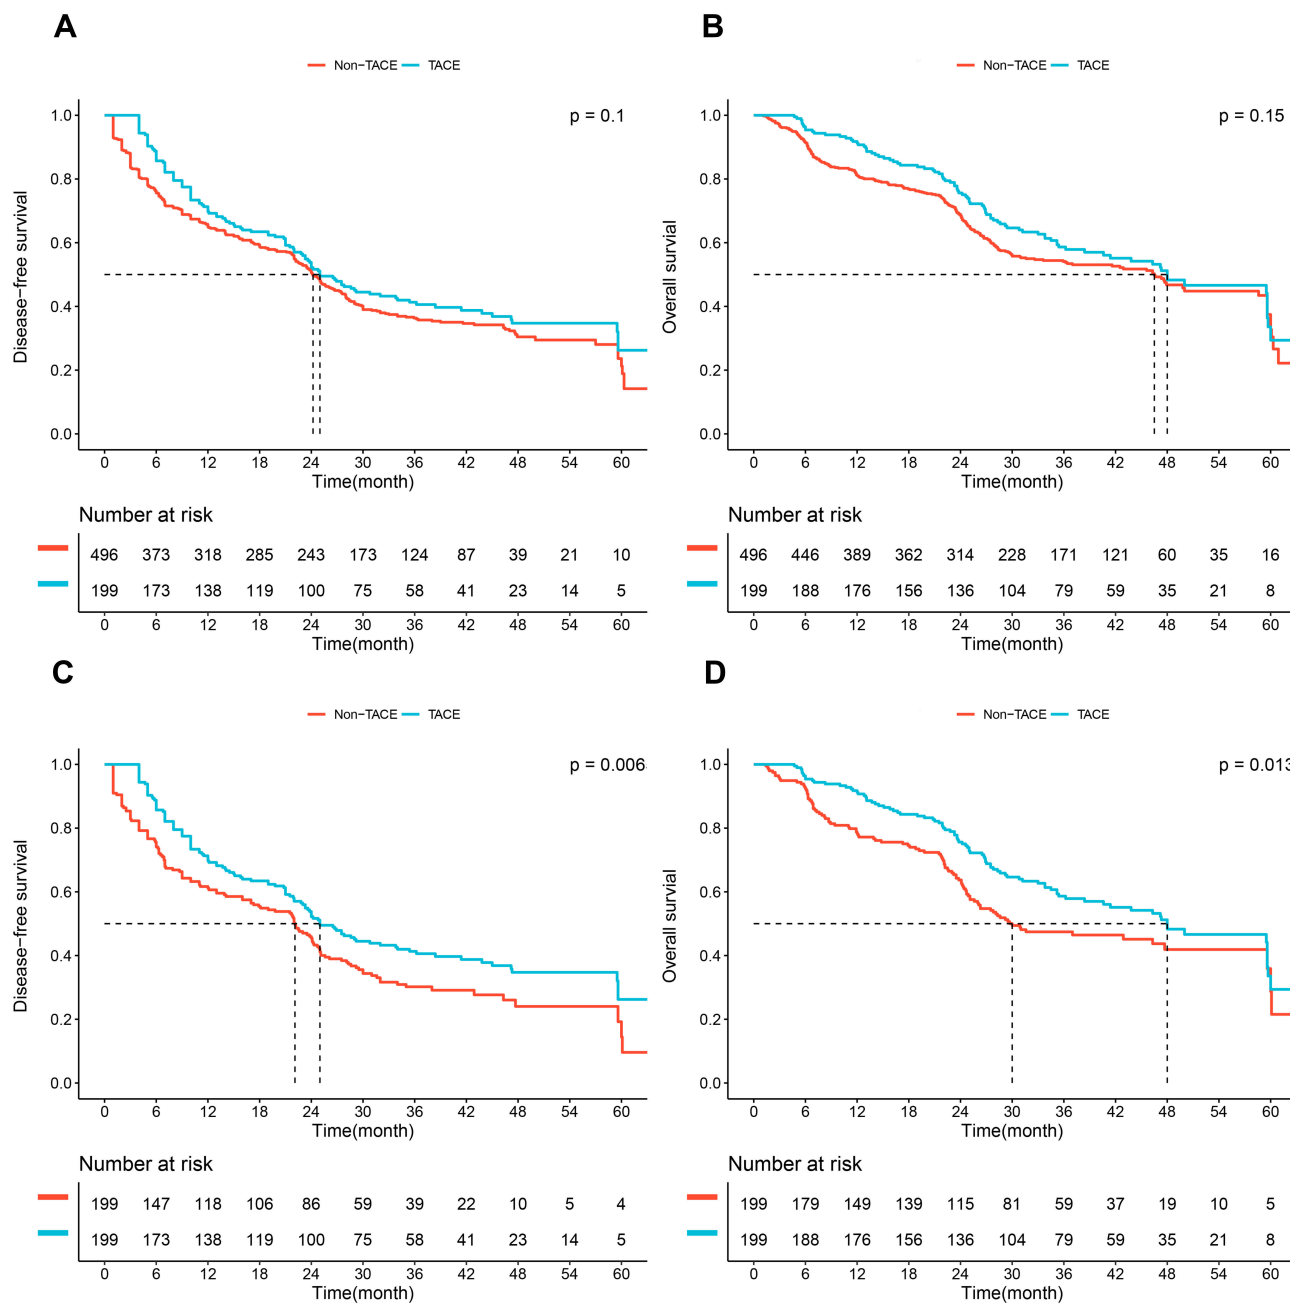 A
Non−TACE TACE
p = 0.1
Disease−free survival
1.0
0.8
0.6
0.4
0.2
0.0
0 6 12 18 24 30 36 42 48 54 60
Time(month)
Number at risk
496 373 318 285 243 173 124 87 39 21 10
199 173 138 119 100 75 58 41 23 14 5
0 6 12 18 24 30 36 42 48 54 60
Time(month)
B
Non−TACE TACE
p = 0.15
Overall survial
1.0
0.8
0.6
0.4
0.2
0.0
0 6 12 18 24 30 36 42 48 54 60
Time(month)
Number at risk
496 446 389 362 314 228 171 121 60 35 16
199 188 176 156 136 104 79 59 35 21 8
0 6 12 18 24 30 36 42 48 54 60
Time(month)
C
Non−TACE TACE
p = 0.006
Disease−free survival
1.0
0.8
0.6
0.4
0.2
0.0
0 6 12 18 24 30 36 42 48 54 60
Time(month)
Number at risk
199 147 118 106 86 59 39 22 10 5 4
199 173 138 119 100 75 58 41 23 14 5
0 6 12 18 24 30 36 42 48 54 60
Time(month)
D
Non−TACE TACE
p = 0.013
Overall survial
1.0
0.8
0.6
0.4
0.2
0.0
0 6 12 18 24 30 36 42 48 54 60
Time(month)
Number at risk
199 179 149 139 115 81 59 37 19 10 5
199 188 176 156 136 104 79 59 35 21 8
0 6 12 18 24 30 36 42 48 54 60
Time(month)